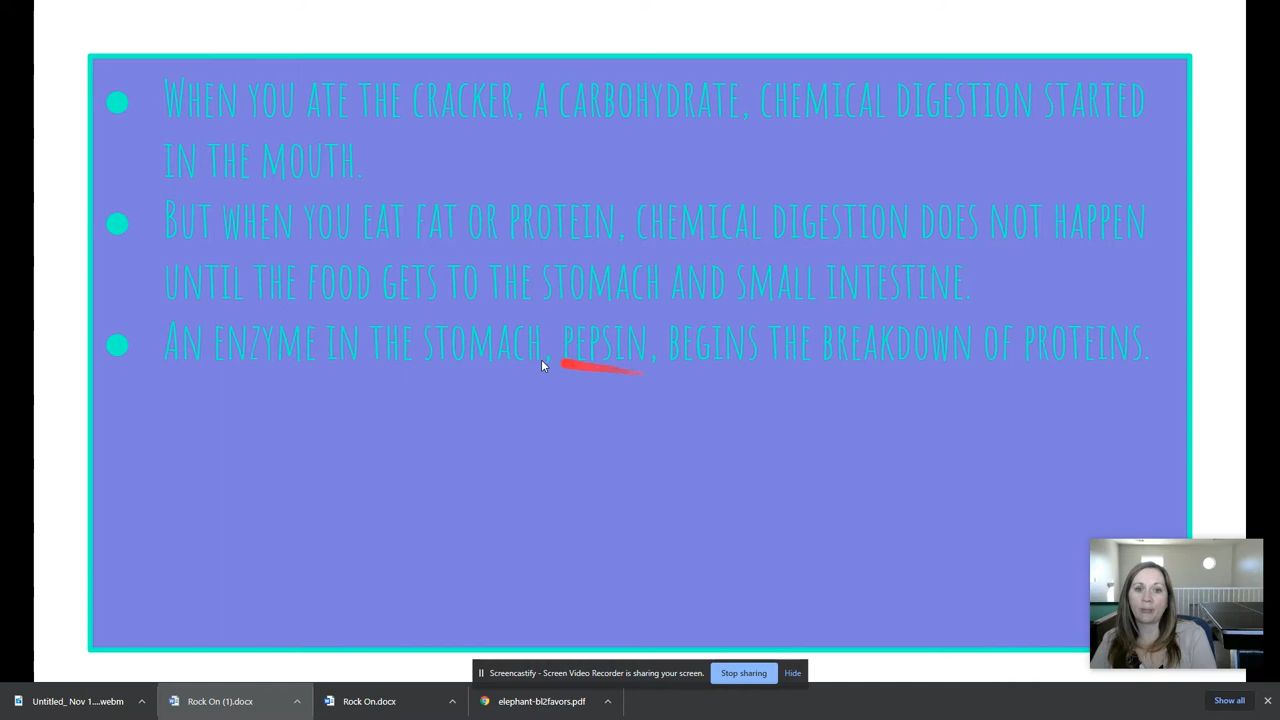 When you ate the cracker, a carbohydrate, chemical digestion started
in the mouth.
But when you eat fat or protein, chemical digestion does not happen
until the food gets to the stomach and small intestine.
An enzyme in the stomach, pepsin, begins the breakdown of proteins.
Screencastify - Screen Video Recorder is sharing your screen. Stop sharing Hide
Untitled_ Nov 1....webm Rock On (1).docx Rock On.docx elephant-bl2favors.pdf Show all